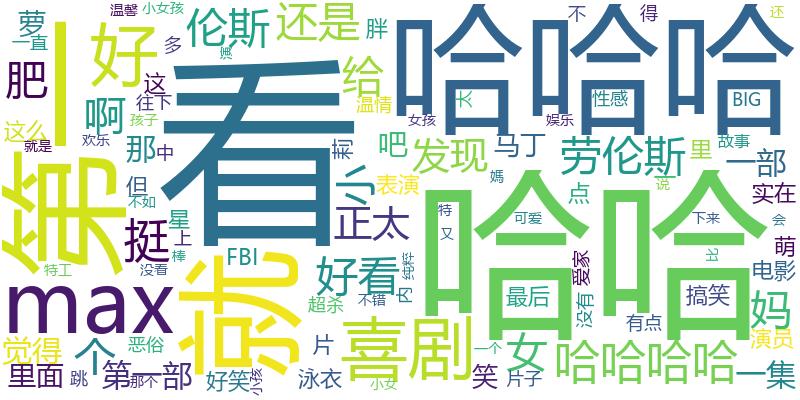 萝
温馨
小女孩
伦斯
还是
胖
不
得
还
哈哈哈
一直
好
多
肥
这
啊
往下
给
温情
太
女孩
娱乐
性感
BIG
看
第一
这么
欢乐
孩子
那
中
就是
但
不如
莉
吧
发现
马丁
劳伦斯
里
故事
一部
小
表演
妈
点
说
实在
哈哈
挺
星
上
正太
特
又
可爱
下来
会
特工
没看
棒
FBI
就
好看
内
纯粹
爱家
比
萌
电影
max
超杀
不错
最后
没有
搞笑
妈
觉得
个
恶俗
片
喜剧
有点
演员
里面
跳
第一部
那个
好笑
小孩
泳衣
小女
笑
一个
片子
女
哈哈哈哈
一集